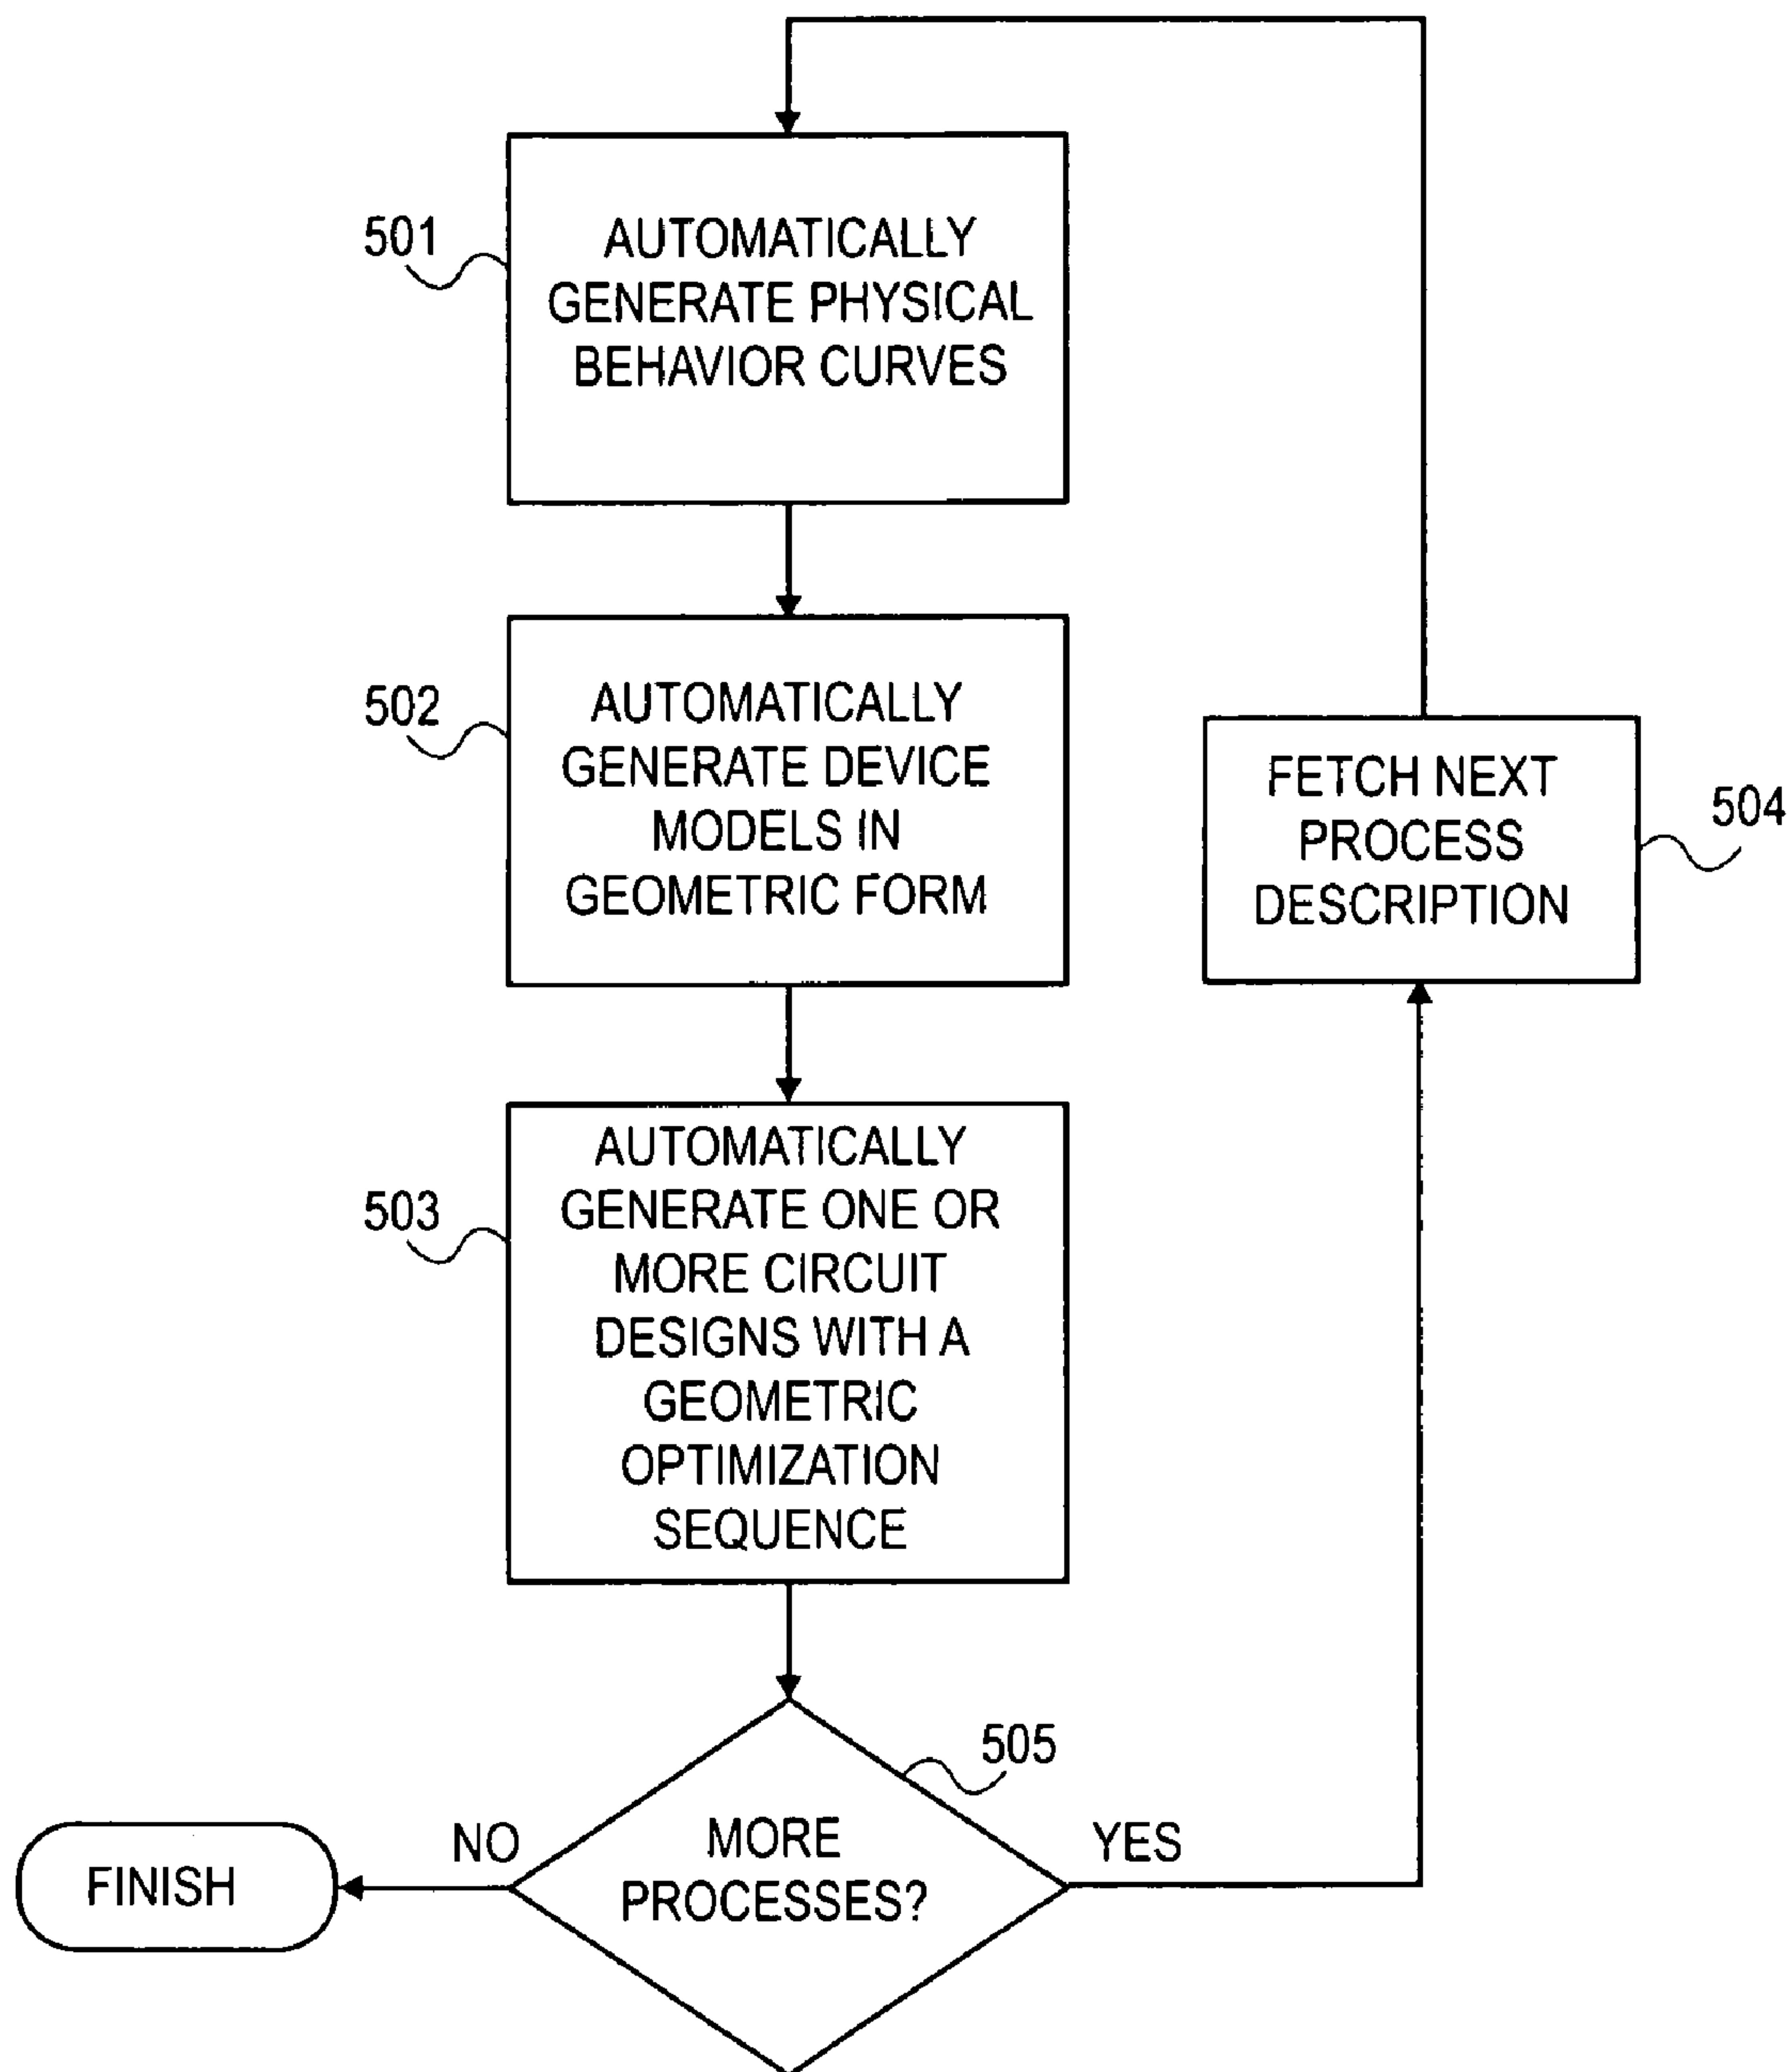 501
AUTOMATICALLY
GENERATE PHYSICAL
BEHAVIOR CURVES
502
AUTOMATICALLY
GENERATE DEVICE
MODELS IN
GEOMETRIC FORM
FETCH NEXT
PROCESS
DESCRIPTION
504
503
AUTOMATICALLY
GENERATE ONE OR
MORE CIRCUIT
DESIGNS WITH A
GEOMETRIC
OPTIMIZATION
SEQUENCE
505
MORE
PROCESSES?
NO
YES
FINISH